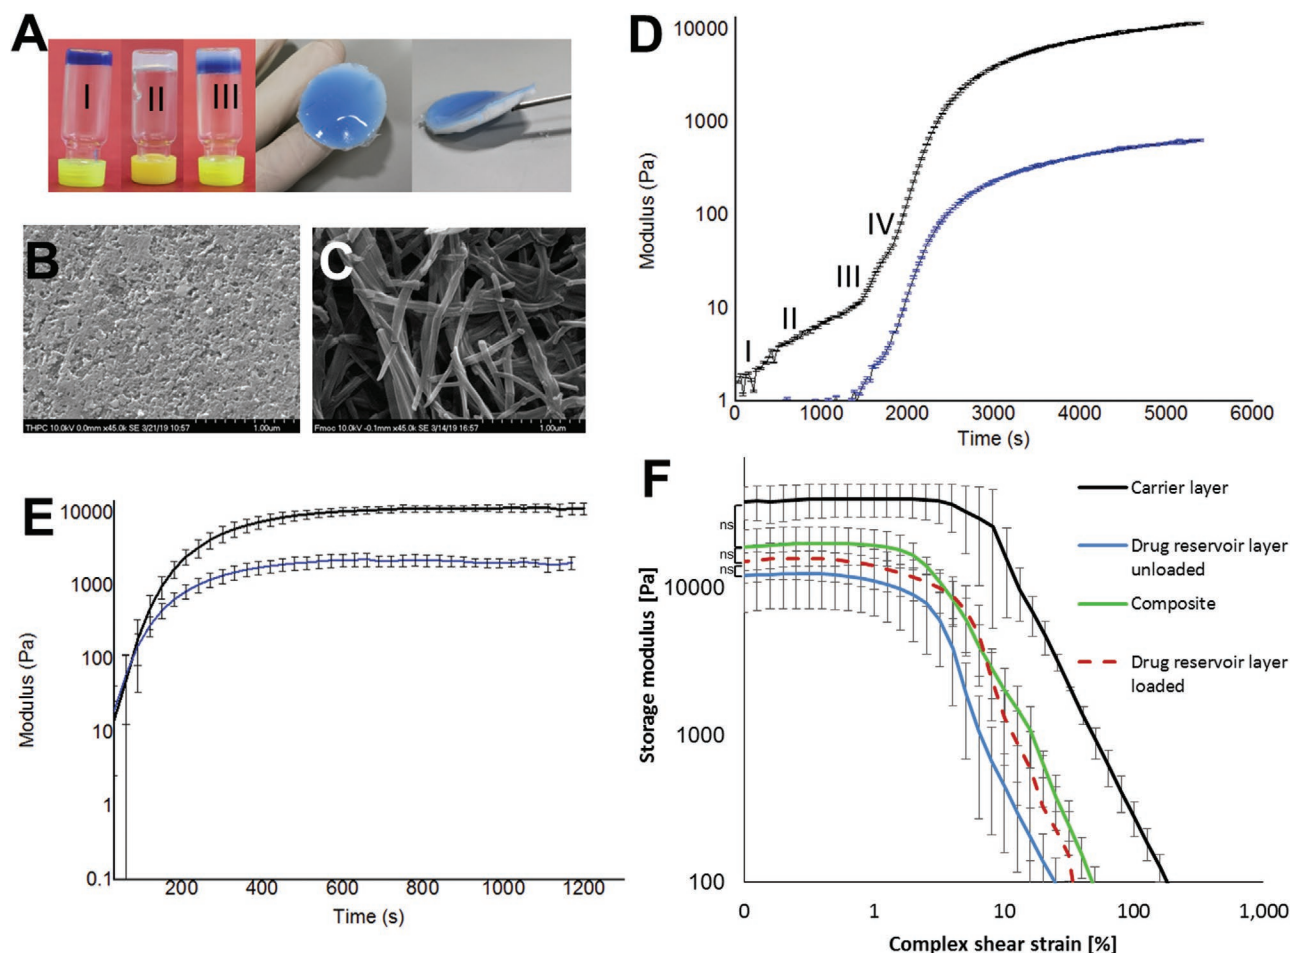 A
I
II
III
B
THPC 10.0kV 0.0mm x45.0k SE 3/21/19 10:57
1.00um
C
Fmoc 10.0kV -0.1mm x45.0k SE 3/14/19 16:57
1.00um
D
Modulus (Pa)
10000
1000
100
10
1
I
II
III
IV
0
1000
2000
3000
4000
5000
6000
Time (s)
E
Modulus (Pa)
10000
1000
100
10
1
0.1
200
400
600
800
1000
1200
Time (s)
F
Storage modulus [Pa]
10000
1000
100
ns
ns
ns
Carrier layer
Drug reservoir layer
unloaded
Composite
Drug reservoir layer
loaded
0
1
10
100
1,000
Complex shear strain [%]